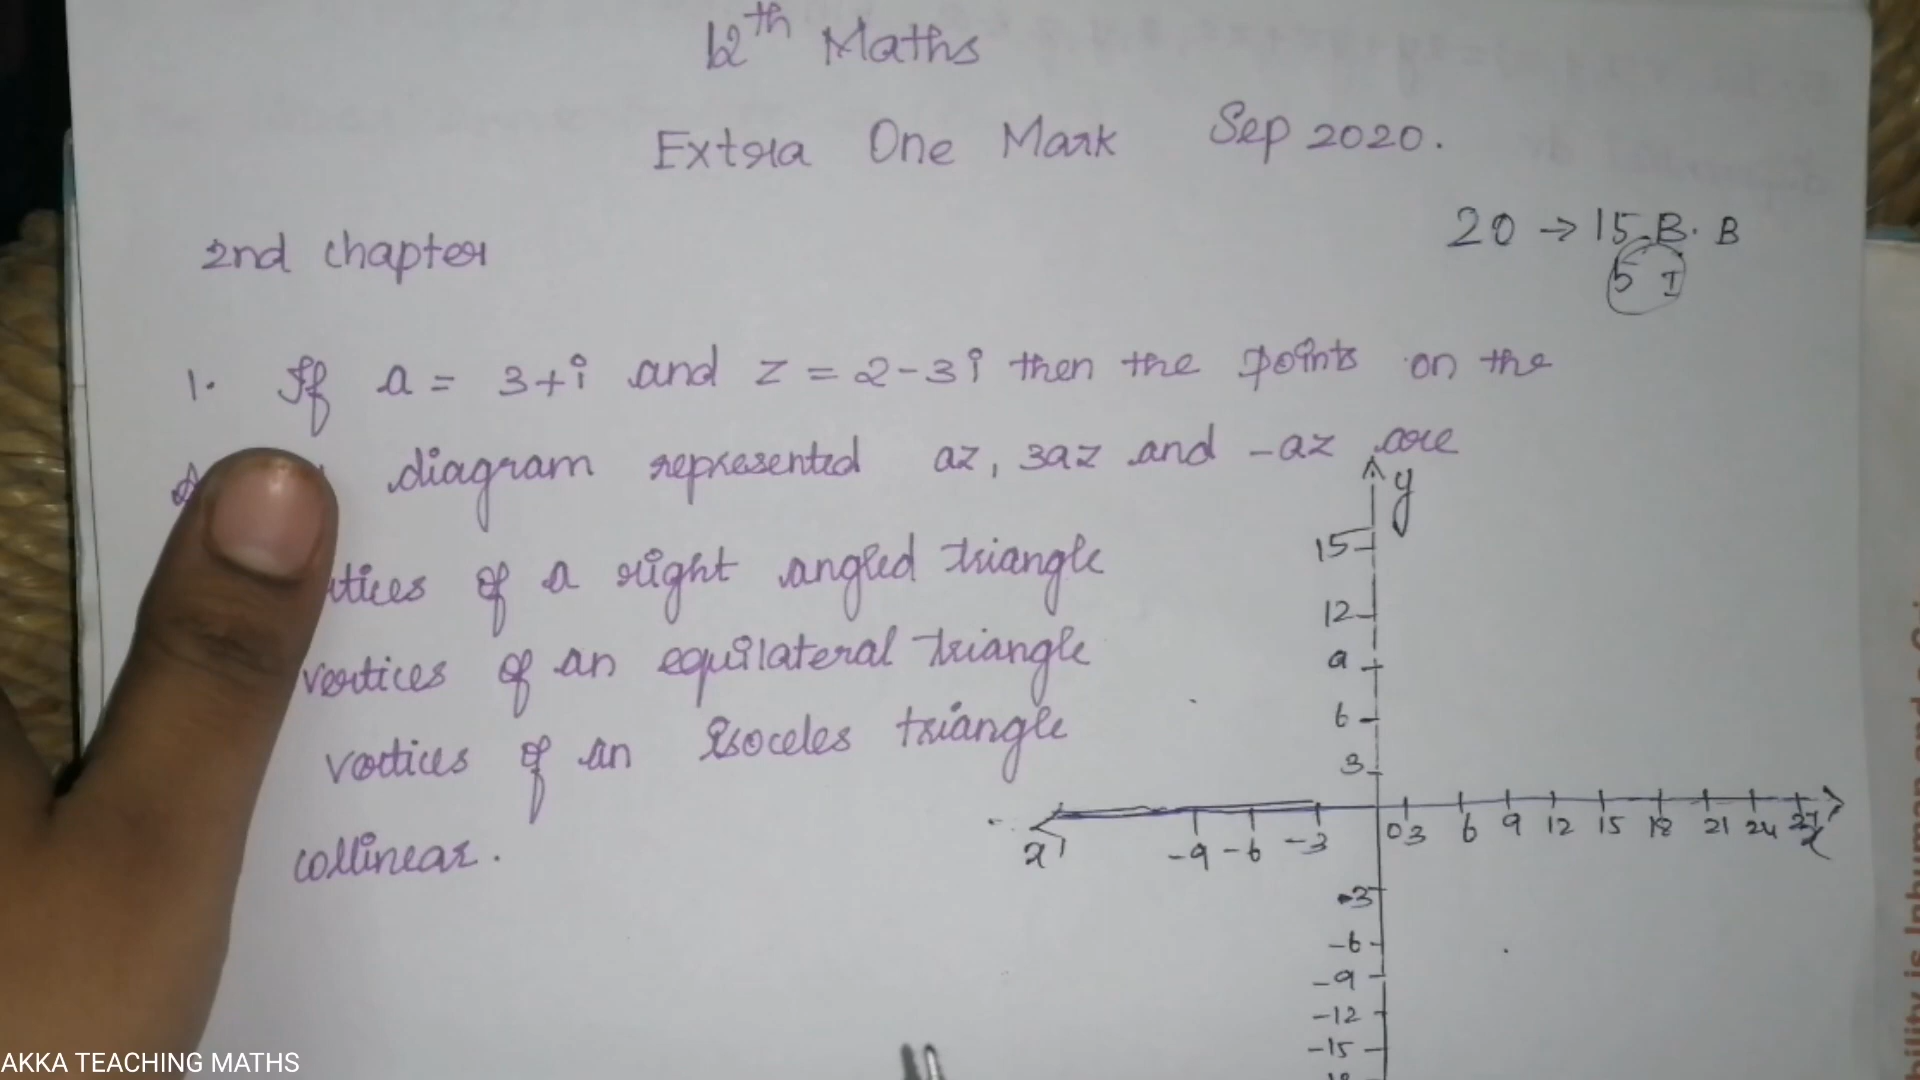 12th Maths
Extra One Mark Sep 2020.
20 → 15 B. B
5 I
2nd chapter
1. If a = 3+i and z = 2-3i then the points on the
diagram represented az, 3az and -az are
of a right angled triangle
vertices of an equilateral triangle
vertices of an Isoceles triangle
collinear.
y
15
12
9
6
3
x' -9 -6 -3 0 3 6 9 12 15 18 21 24 27 x
-3
-6
-9
-12
-15
AKKA TEACHING MATHS